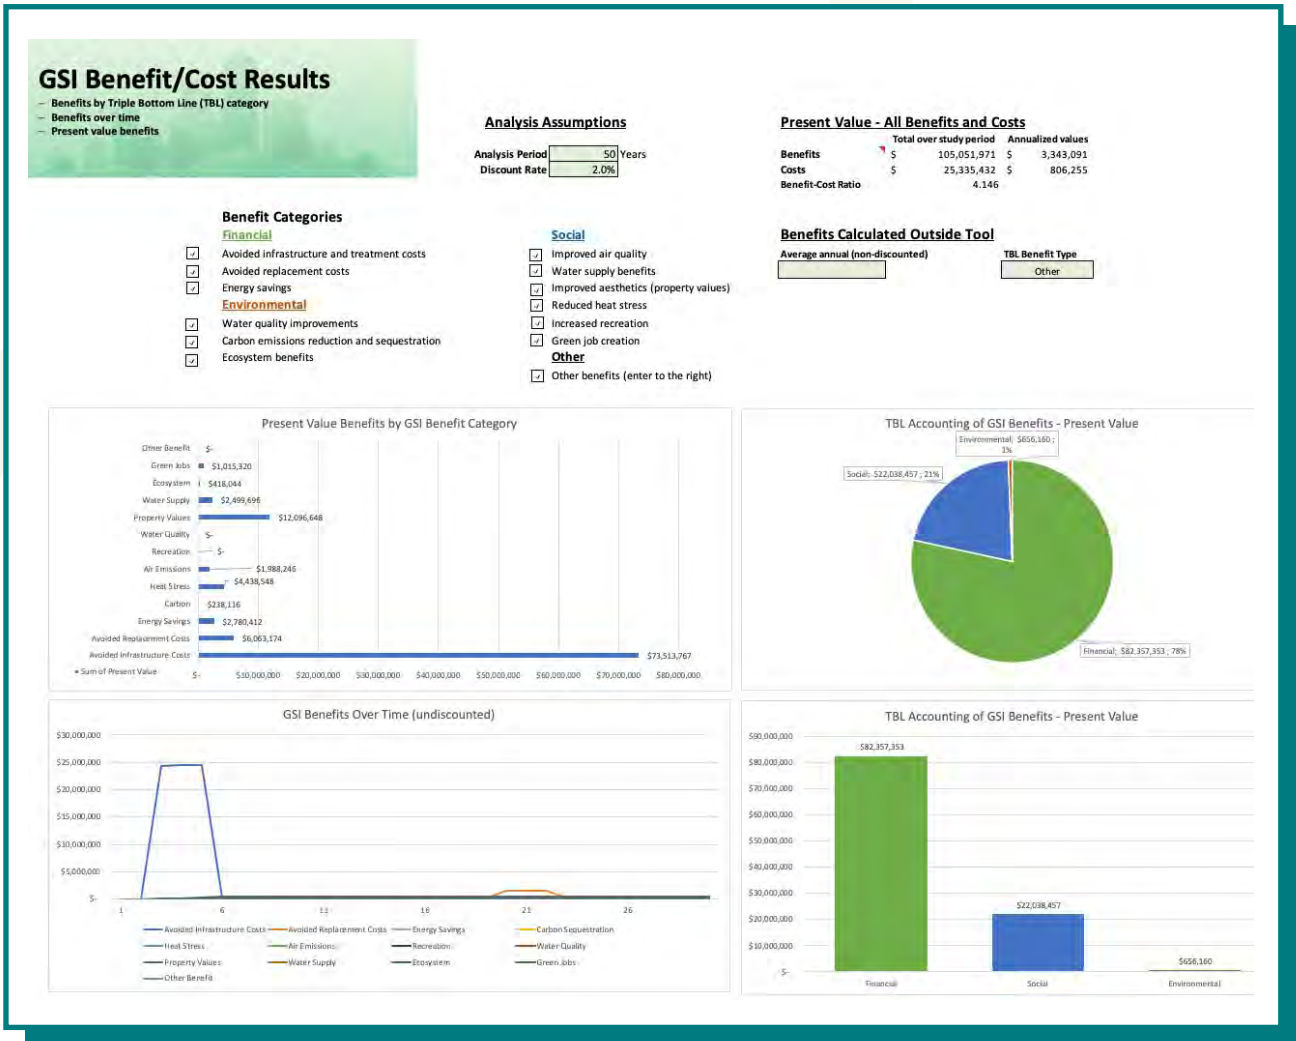 GSI Benefit/Cost Results
– Benefits by Triple Bottom Line (TBL) category
– Benefits over time
– Present value benefits
Analysis Assumptions
Analysis Period 50 Years
Discount Rate 2.0%
Present Value - All Benefits and Costs
Total over study period Annualized values
Benefits $ 105,051,971 $ 3,343,091
Costs $ 25,335,432 $ 806,255
Benefit-Cost Ratio 4.146
Benefit Categories
Financial
Avoided infrastructure and treatment costs
Avoided replacement costs
Energy savings
Environmental
Water quality improvements
Carbon emissions reduction and sequestration
Ecosystem benefits
Social
Improved air quality
Water supply benefits
Improved aesthetics (property values)
Reduced heat stress
Increased recreation
Green job creation
Other
Other benefits (enter to the right)
Benefits Calculated Outside Tool
Average annual (non-discounted) TBL Benefit Type
Other
Present Value Benefits by GSI Benefit Category
Other Benefit $-
Green Jobs $1,015,320
Ecosystem $418,044
Water Supply $2,499,696
Property Values $12,096,648
Water Quality $-
Recreation $-
Air Emissions $1,988,246
Heat Stress $4,438,548
Carbon $238,116
Energy Savings $2,780,412
Avoided Replacement Costs $6,063,174
Avoided Infrastructure Costs $73,513,767
Sum of Present Value
$- $10,000,000 $20,000,000 $30,000,000 $40,000,000 $50,000,000 $60,000,000 $70,000,000 $80,000,000
TBL Accounting of GSI Benefits - Present Value
Environmental; $656,160 ;
1%
Social; $22,038,457 ; 21%
Financial; $82,357,353 ; 78%
GSI Benefits Over Time (undiscounted)
$30,000,000
$25,000,000
$20,000,000
$15,000,000
$10,000,000
$5,000,000
$-
1 6 11 16 21 26
Avoided Infrastructure Costs Avoided Replacement Costs Energy Savings Carbon Sequestration
Heat Stress Air Emissions Recreation Water Quality
Property Values Water Supply Ecosystem Green Jobs
Other Benefit
TBL Accounting of GSI Benefits - Present Value
$90,000,000
$80,000,000
$70,000,000
$60,000,000
$50,000,000
$40,000,000
$30,000,000
$20,000,000
$10,000,000
$-
$82,357,353
$22,038,457
$656,160
Financial Social Environmental